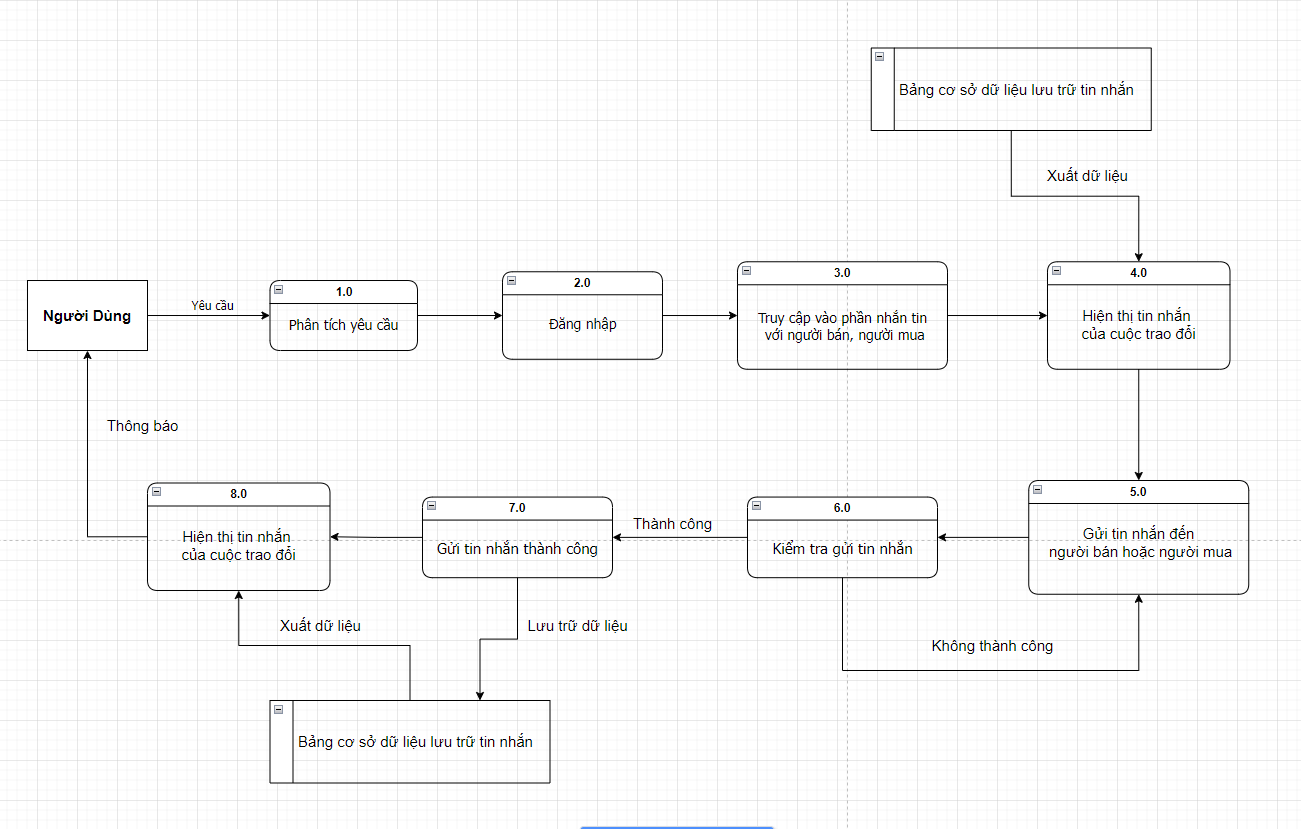 Bảng cơ sở dữ liệu lưu trữ tin nhắn
Xuất dữ liệu
Người Dùng
Yêu cầu
1.0
Phân tích yêu cầu
2.0
Đăng nhập
3.0
Truy cập vào phần nhắn tin
với người bán, người mua
4.0
Hiện thị tin nhắn
của cuộc trao đổi
Thông báo
8.0
Hiện thị tin nhắn
của cuộc trao đổi
7.0
Gửi tin nhắn thành công
Thành công
6.0
Kiểm tra gửi tin nhắn
5.0
Gửi tin nhắn đến
người bán hoặc người mua
Xuất dữ liệu
Lưu trữ dữ liệu
Không thành công
Bảng cơ sở dữ liệu lưu trữ tin nhắn